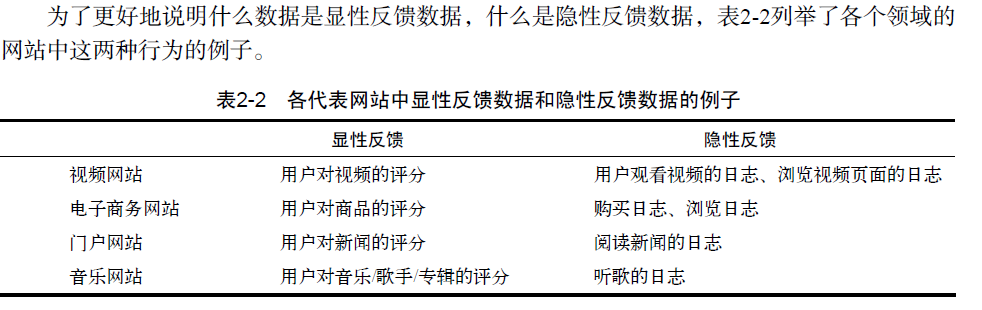 为了更好地说明什么数据是显性反馈数据，什么是隐性反馈数据，表2-2列举了各个领域的
网站中这两种行为的例子。
表2-2 各代表网站中显性反馈数据和隐性反馈数据的例子
显性反馈 隐性反馈
视频网站 用户对视频的评分 用户观看视频的日志、浏览视频页面的日志
电子商务网站 用户对商品的评分 购买日志、浏览日志
门户网站 用户对新闻的评分 阅读新闻的日志
音乐网站 用户对音乐/歌手/专辑的评分 听歌的日志